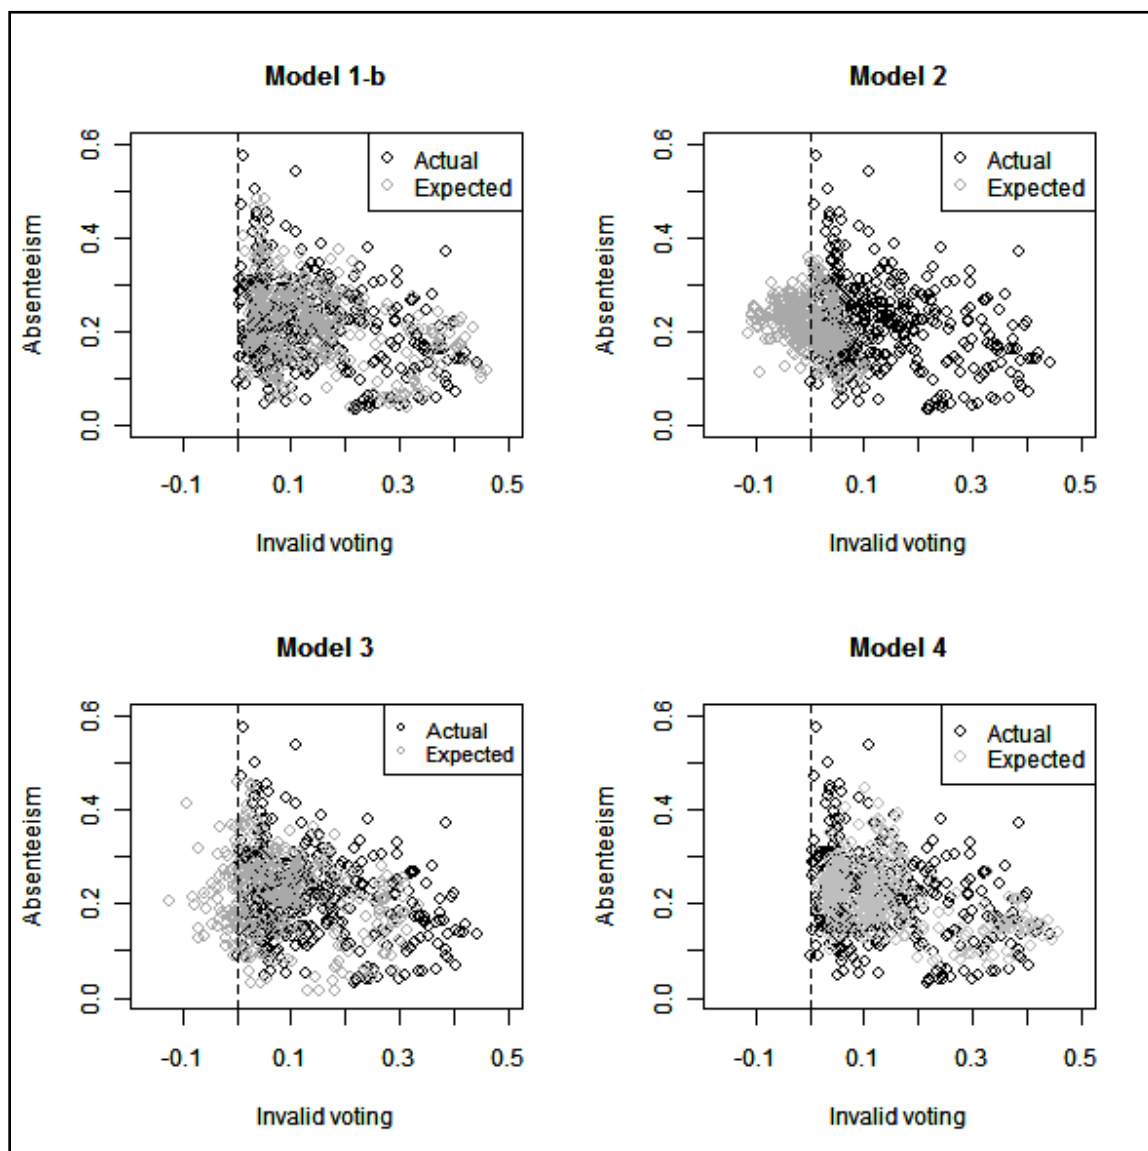 Model 1-b
Actual
Expected
Absenteeism
0.0 0.2 0.4 0.6
-0.1 0.1 0.3 0.5
Invalid voting
Model 2
Actual
Expected
Absenteeism
0.0 0.2 0.4 0.6
-0.1 0.1 0.3 0.5
Invalid voting
Model 3
Actual
Expected
Absenteeism
0.0 0.2 0.4 0.6
-0.1 0.1 0.3 0.5
Invalid voting
Model 4
Actual
Expected
Absenteeism
0.0 0.2 0.4 0.6
-0.1 0.1 0.3 0.5
Invalid voting